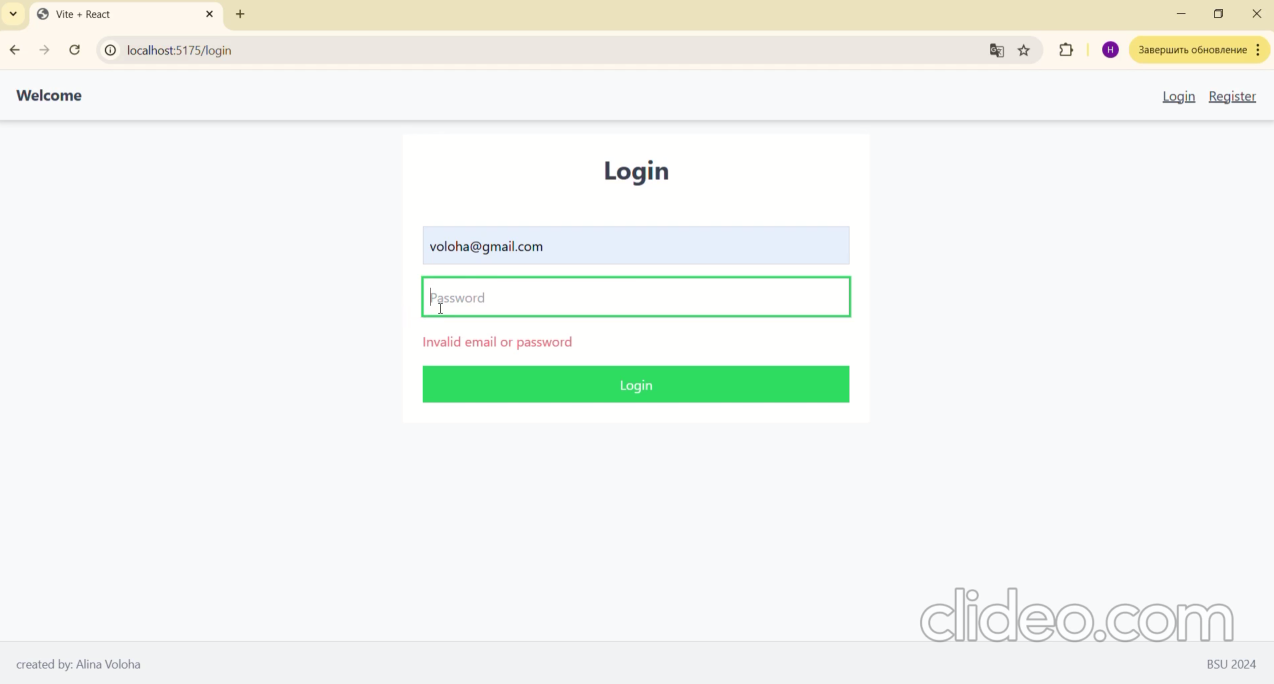 Vite + React
localhost:5175/login
H
Завершить обновление
Welcome
Login Register
Login
voloha@gmail.com
Password
Invalid email or password
Login
clideo.com
created by: Alina Voloha
BSU 2024